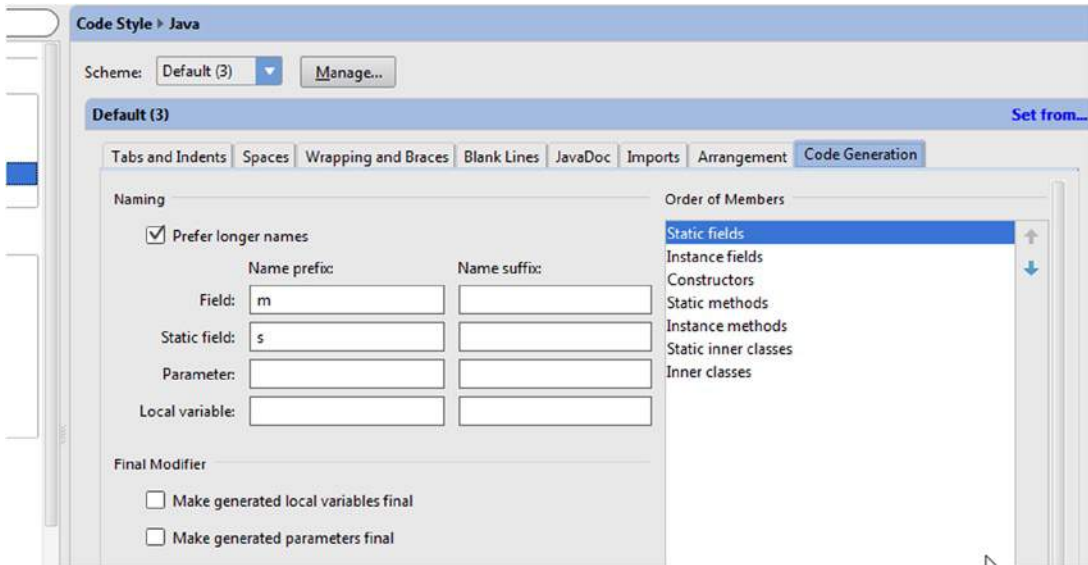 Code Style ▸ Java
Scheme: Default (3) Manage...
Default (3) Set from...
Tabs and Indents Spaces Wrapping and Braces Blank Lines JavaDoc Imports Arrangement Code Generation
Naming
Prefer longer names
Name prefix: Name suffix:
Field: m
Static field: s
Parameter:
Local variable:
Final Modifier
Make generated local variables final
Make generated parameters final
Order of Members
Static fields
Instance fields
Constructors
Static methods
Instance methods
Static inner classes
Inner classes